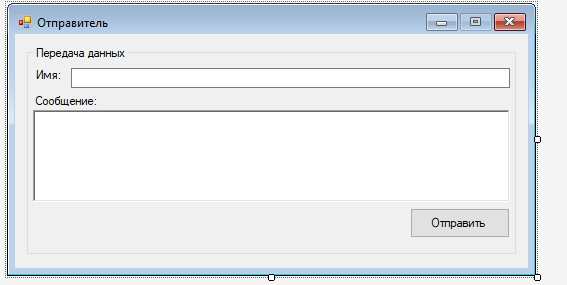 Отправитель
Передача данных
Имя:
Сообщение:
Отправить